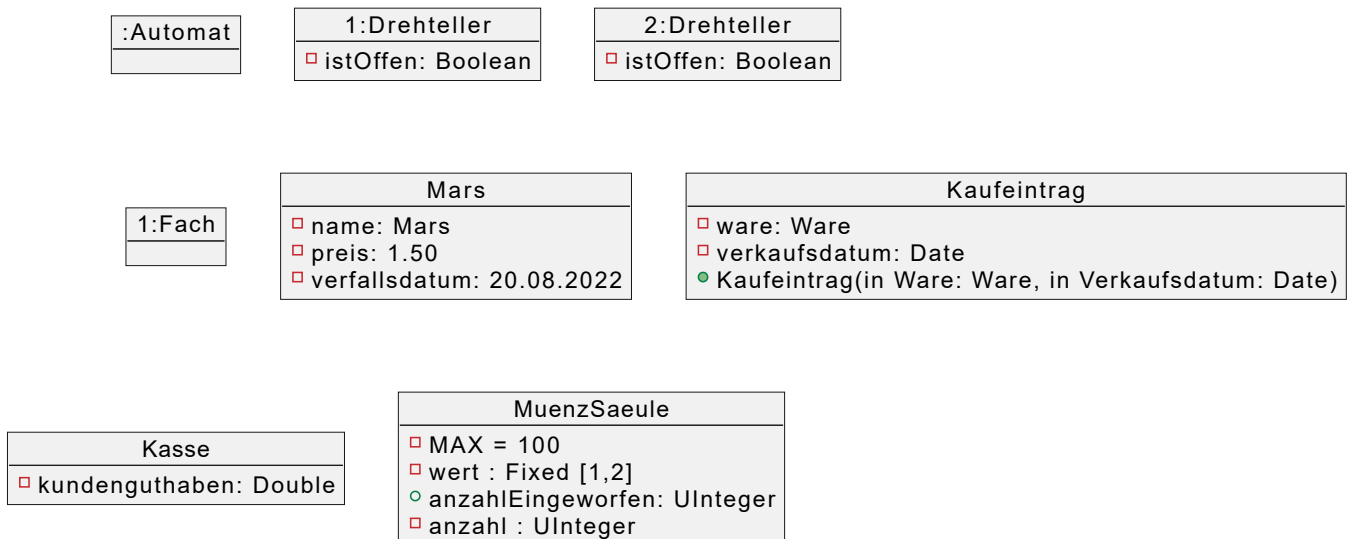 :Automat
1:Drehteller
istOffen: Boolean
2:Drehteller
istOffen: Boolean
1:Fach
Mars
name: Mars
preis: 1.50
verfallsdatum: 20.08.2022
Kaufeintrag
ware: Ware
verkaufsdatum: Date
Kaufeintrag(in Ware: Ware, in Verkaufsdatum: Date)
Kasse
kundenguthaben: Double
MuenzSaeule
MAX = 100
wert : Fixed [1,2]
anzahlEingeworfen: UInteger
anzahl : UInteger